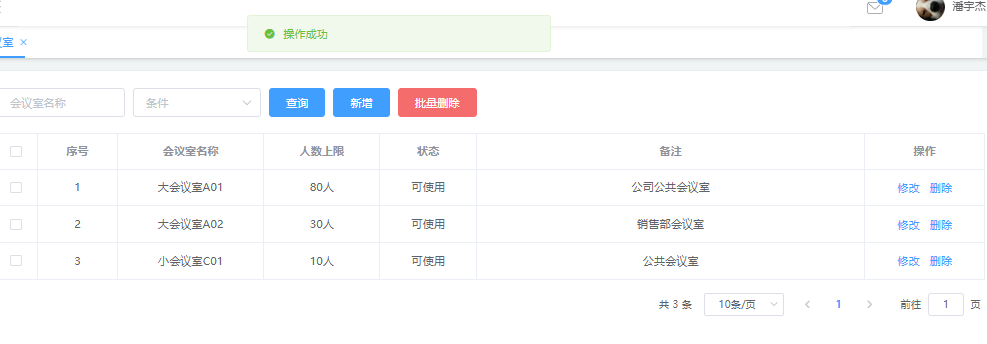 潘宇杰
操作成功
议室 ×
会议室名称 条件 查询 新增 批量删除
序号 会议室名称 人数上限 状态 备注 操作
1 大会议室A01 80人 可使用 公司公共会议室 修改 删除
2 大会议室A02 30人 可使用 销售部会议室 修改 删除
3 小会议室C01 10人 可使用 公共会议室 修改 删除
共 3 条 10条/页 1 前往 1 页